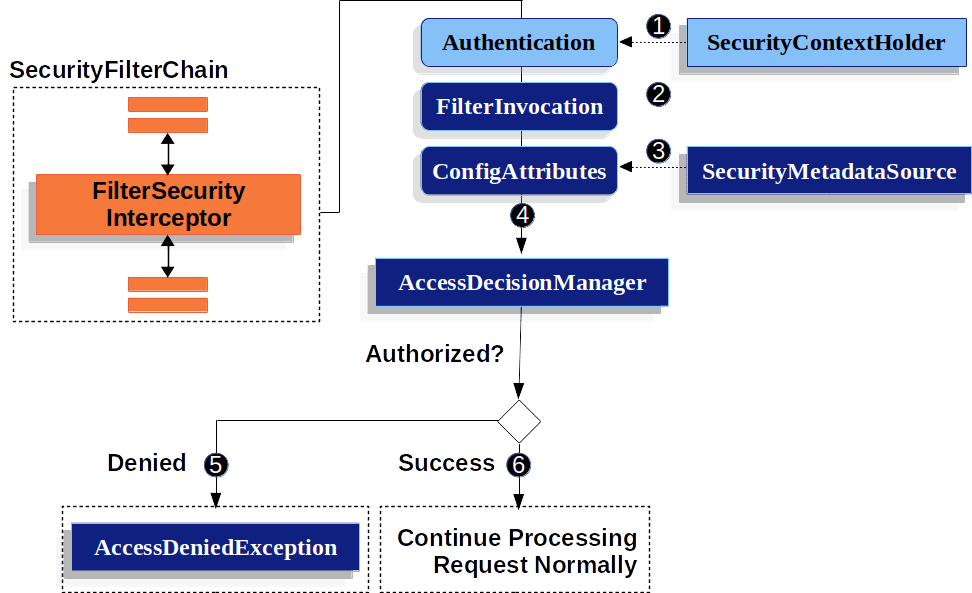 1
Authentication
SecurityContextHolder
SecurityFilterChain
FilterInvocation
2
3
ConfigAttributes
SecurityMetadataSource
FilterSecurity
Interceptor
4
AccessDecisionManager
Authorized?
Denied
5
Success
6
AccessDeniedException
Continue Processing
Request Normally